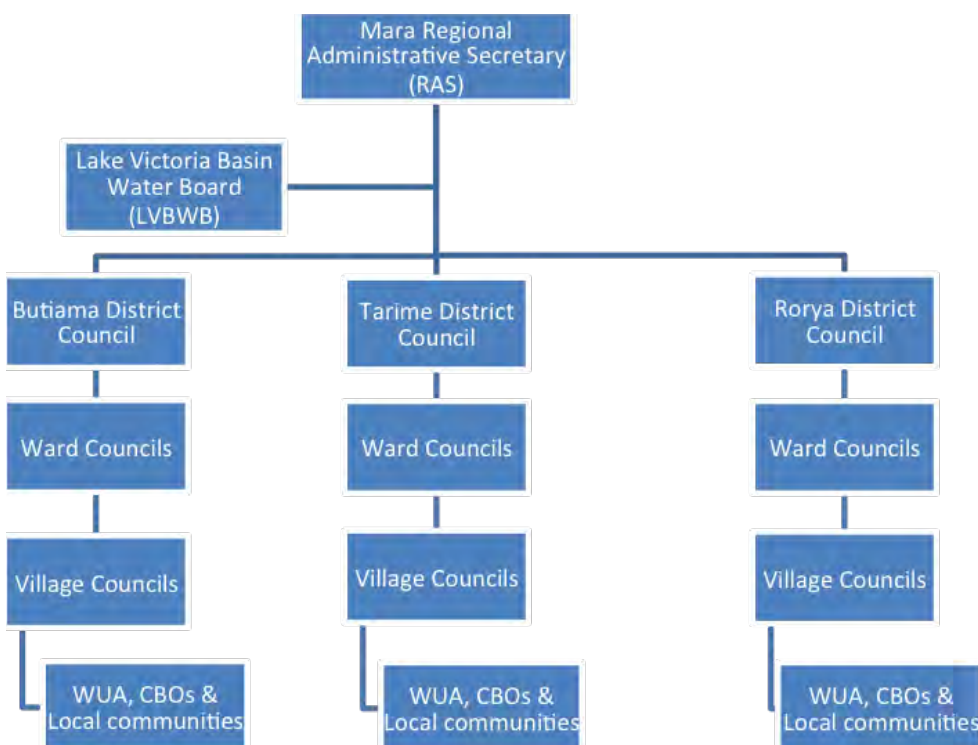 Mara Regional
Administrative Secretary
(RAS)
Lake Victoria Basin
Water Board
(LVBWB)
Butiama District
Council
Tarime District
Council
Rorya District
Council
Ward Councils
Ward Councils
Ward Councils
Village Councils
Village Councils
Village Councils
WUA, CBOs &
Local communities
WUA, CBOs &
Local communities
WUA, CBOs &
Local communities